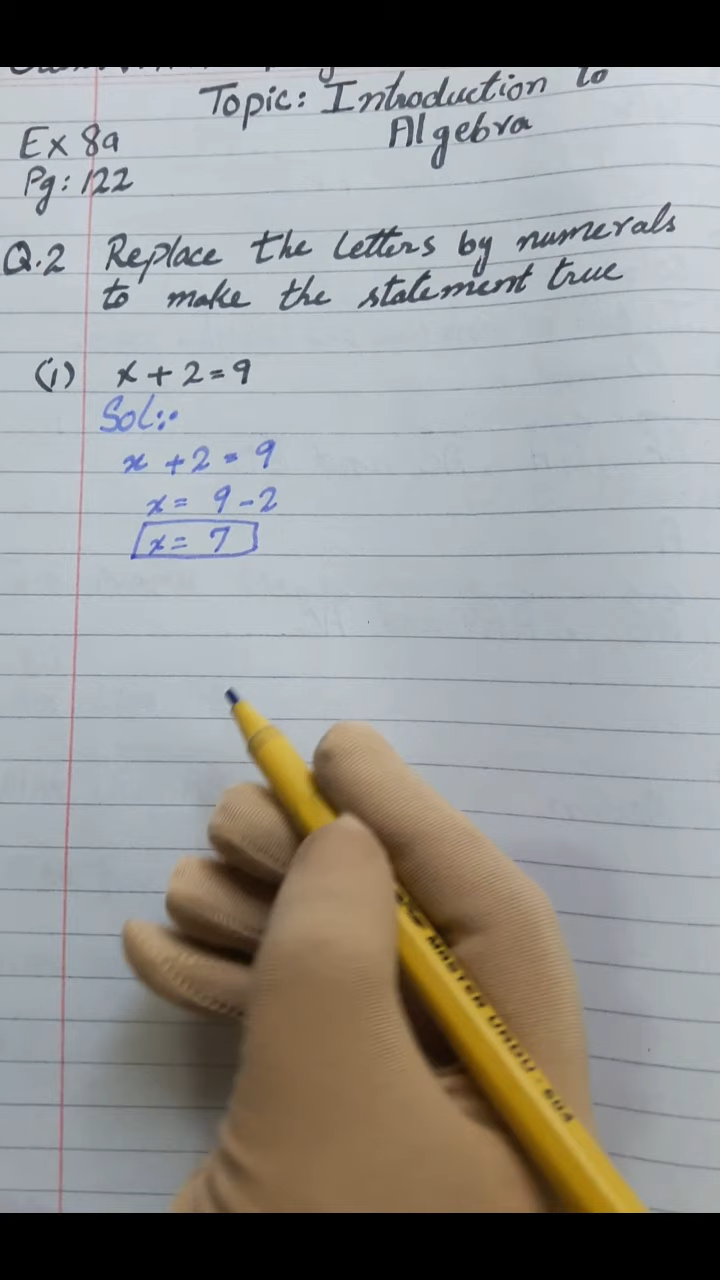 Topic: Introduction to
Algebra
Ex 8a
Pg: 122
Q.2 Replace the letters by numerals
to make the statement true
(i) x + 2 = 9
Sol:-
x + 2 = 9
x = 9 - 2
x = 7
MASTER